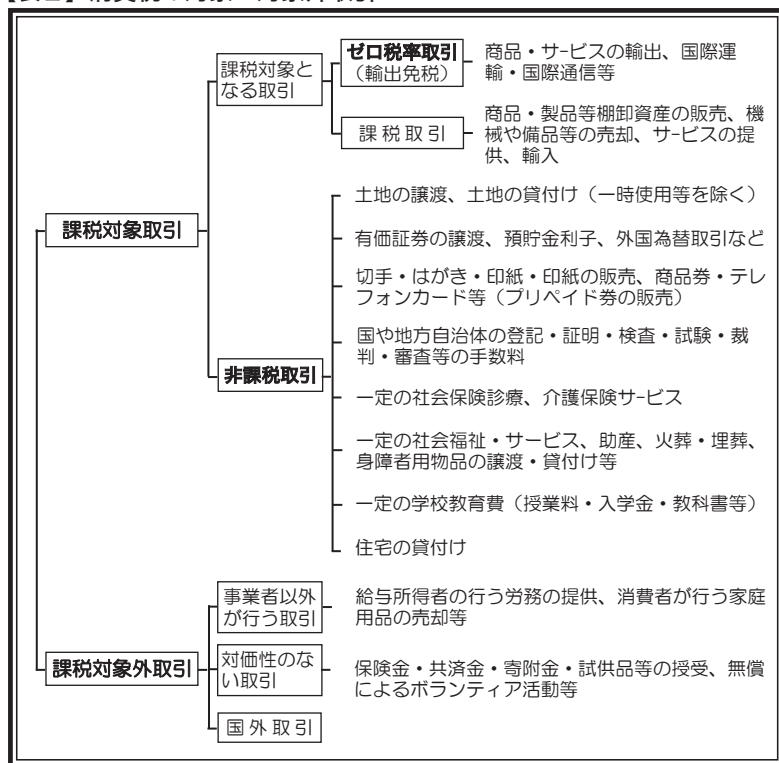 課税対象と
なる取引
ゼロ税率取引
（輸出免税）
商品・サービスの輸出、国際運
輸・国際通信等
課税取引
商品・製品等棚卸資産の販売、機
械や備品等の売却、サービスの提
供、輸入
課税対象取引
土地の譲渡、土地の貸付け（一時使用等を除く）
有価証券の譲渡、預貯金利子、外国為替取引など
切手・はがき・印紙・印紙の販売、商品券・テレ
フォンカード等（プリペイド券の販売）
国や地方自治体の登記・証明・検査・試験・裁
判・審査等の手数料
非課税取引
一定の社会保険診療、介護保険サービス
一定の社会福祉・サービス、助産、火葬・埋葬、
身障者用物品の譲渡・貸付け等
一定の学校教育費（授業料・入学金・教科書等）
住宅の貸付け
事業者以外
が行う取引
給与所得者の行う労務の提供、消費者が行う家庭
用品の売却等
課税対象外取引
対価性のな
い取引
保険金・共済金・寄附金・試供品等の授受、無償
によるボランティア活動等
国外取引